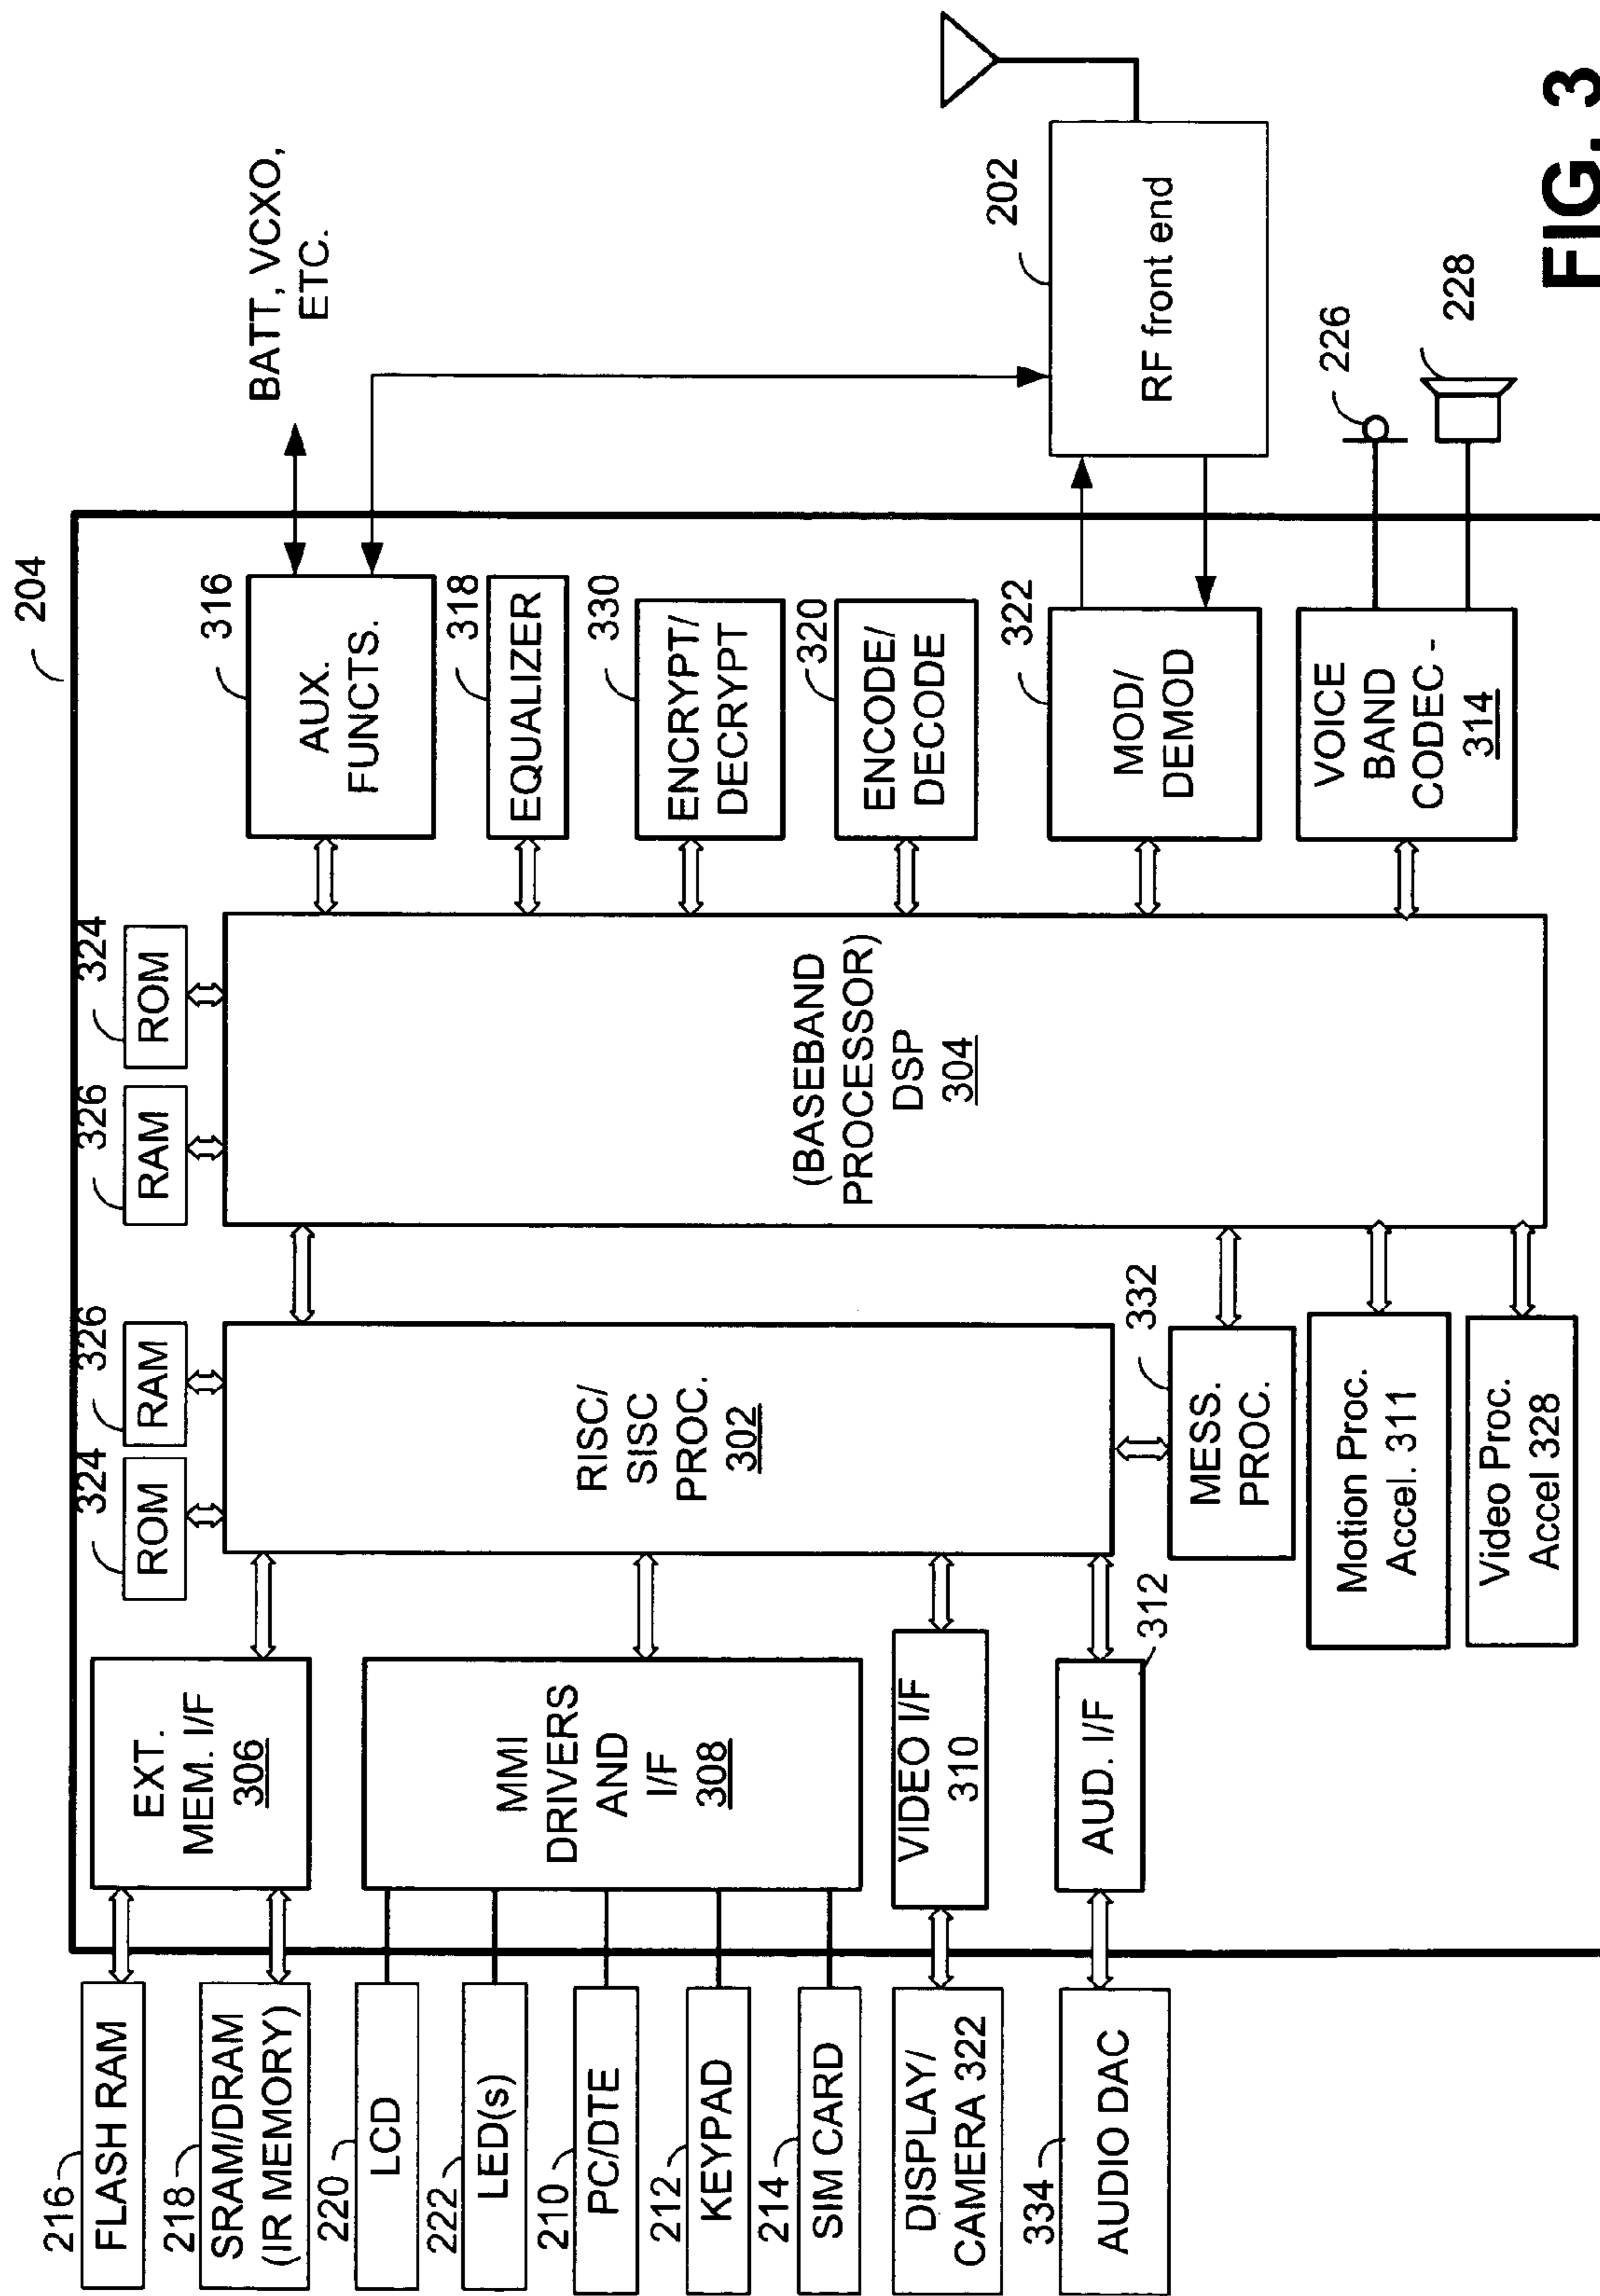 204
216
FLASH RAM
218
SRAM/DRAM
(IR MEMORY)
220
LCD
222
LED(s)
210
PC/DTE
212
KEYPAD
214
SIM CARD
DISPLAY/
CAMERA 322
334
AUDIO DAC
EXT.
MEM. I/F
306
MMI
DRIVERS
AND
I/F
308
VIDEO I/F
310
AUD. I/F
312
324
ROM
326
RAM
RISC/
SISC
PROC.
302
332
MESS.
PROC.
Motion Proc.
Accel. 311
Video Proc.
Accel 328
326
RAM
324
ROM
(BASEBAND
PROCESSOR)
DSP
304
316
AUX.
FUNCTS.
318
EQUALIZER
330
ENCRYPT/
DECRYPT
320
ENCODE/
DECODE
322
MOD/
DEMOD
VOICE
BAND
CODEC -
314
BATT, VCXO,
ETC.
202
RF front end
226
228
FIG. 3